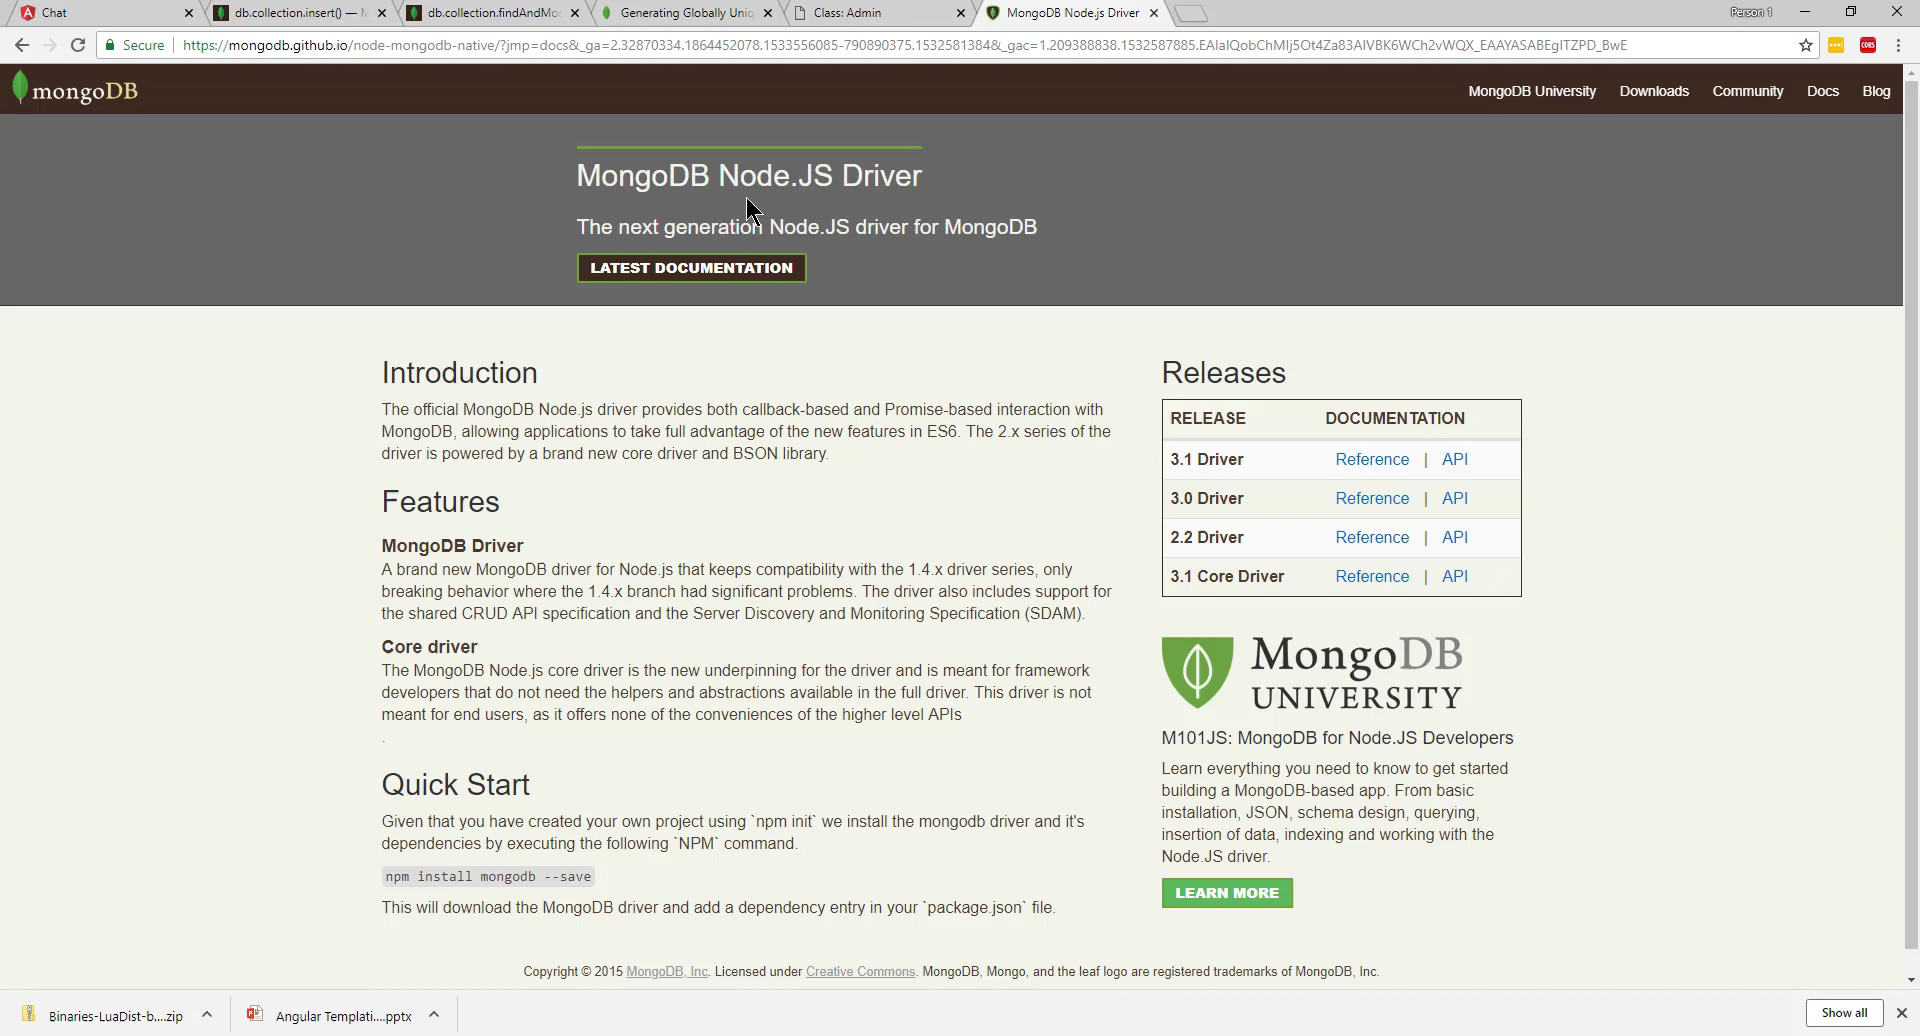 Chat
db.collection.insert() — M
db.collection.findAndMo
Generating Globally Uniq
Class: Admin
MongoDB Node.js Driver
Person 1
Secure
https://mongodb.github.io/node-mongodb-native/?jmp=docs&_ga=2.32870334.1864452078.1533556085-790890375.1532581384&_gac=1.209388838.1532587885.EAIaIQobChMIj5Ot4Za83AIVBK6WCh2vWQX_EAAYASABEgITZPD_BwE
CORS
mongoDB
MongoDB University
Downloads
Community
Docs
Blog
MongoDB Node.JS Driver
The next generation Node.JS driver for MongoDB
LATEST DOCUMENTATION
Introduction
The official MongoDB Node.js driver provides both callback-based and Promise-based interaction with
MongoDB, allowing applications to take full advantage of the new features in ES6. The 2.x series of the
driver is powered by a brand new core driver and BSON library.
Features
MongoDB Driver
A brand new MongoDB driver for Node.js that keeps compatibility with the 1.4.x driver series, only
breaking behavior where the 1.4.x branch had significant problems. The driver also includes support for
the shared CRUD API specification and the Server Discovery and Monitoring Specification (SDAM).
Core driver
The MongoDB Node.js core driver is the new underpinning for the driver and is meant for framework
developers that do not need the helpers and abstractions available in the full driver. This driver is not
meant for end users, as it offers none of the conveniences of the higher level APIs
.
Quick Start
Given that you have created your own project using `npm init` we install the mongodb driver and it's
dependencies by executing the following `NPM` command.
npm install mongodb --save
This will download the MongoDB driver and add a dependency entry in your `package.json` file.
Releases
RELEASE DOCUMENTATION
3.1 Driver Reference | API
3.0 Driver Reference | API
2.2 Driver Reference | API
3.1 Core Driver Reference | API
MongoDB
UNIVERSITY
M101JS: MongoDB for Node.JS Developers
Learn everything you need to know to get started
building a MongoDB-based app. From basic
installation, JSON, schema design, querying,
insertion of data, indexing and working with the
Node.JS driver.
LEARN MORE
Copyright © 2015 MongoDB, Inc. Licensed under Creative Commons. MongoDB, Mongo, and the leaf logo are registered trademarks of MongoDB, Inc.
Binaries-LuaDist-b....zip
Angular Templati....pptx
Show all